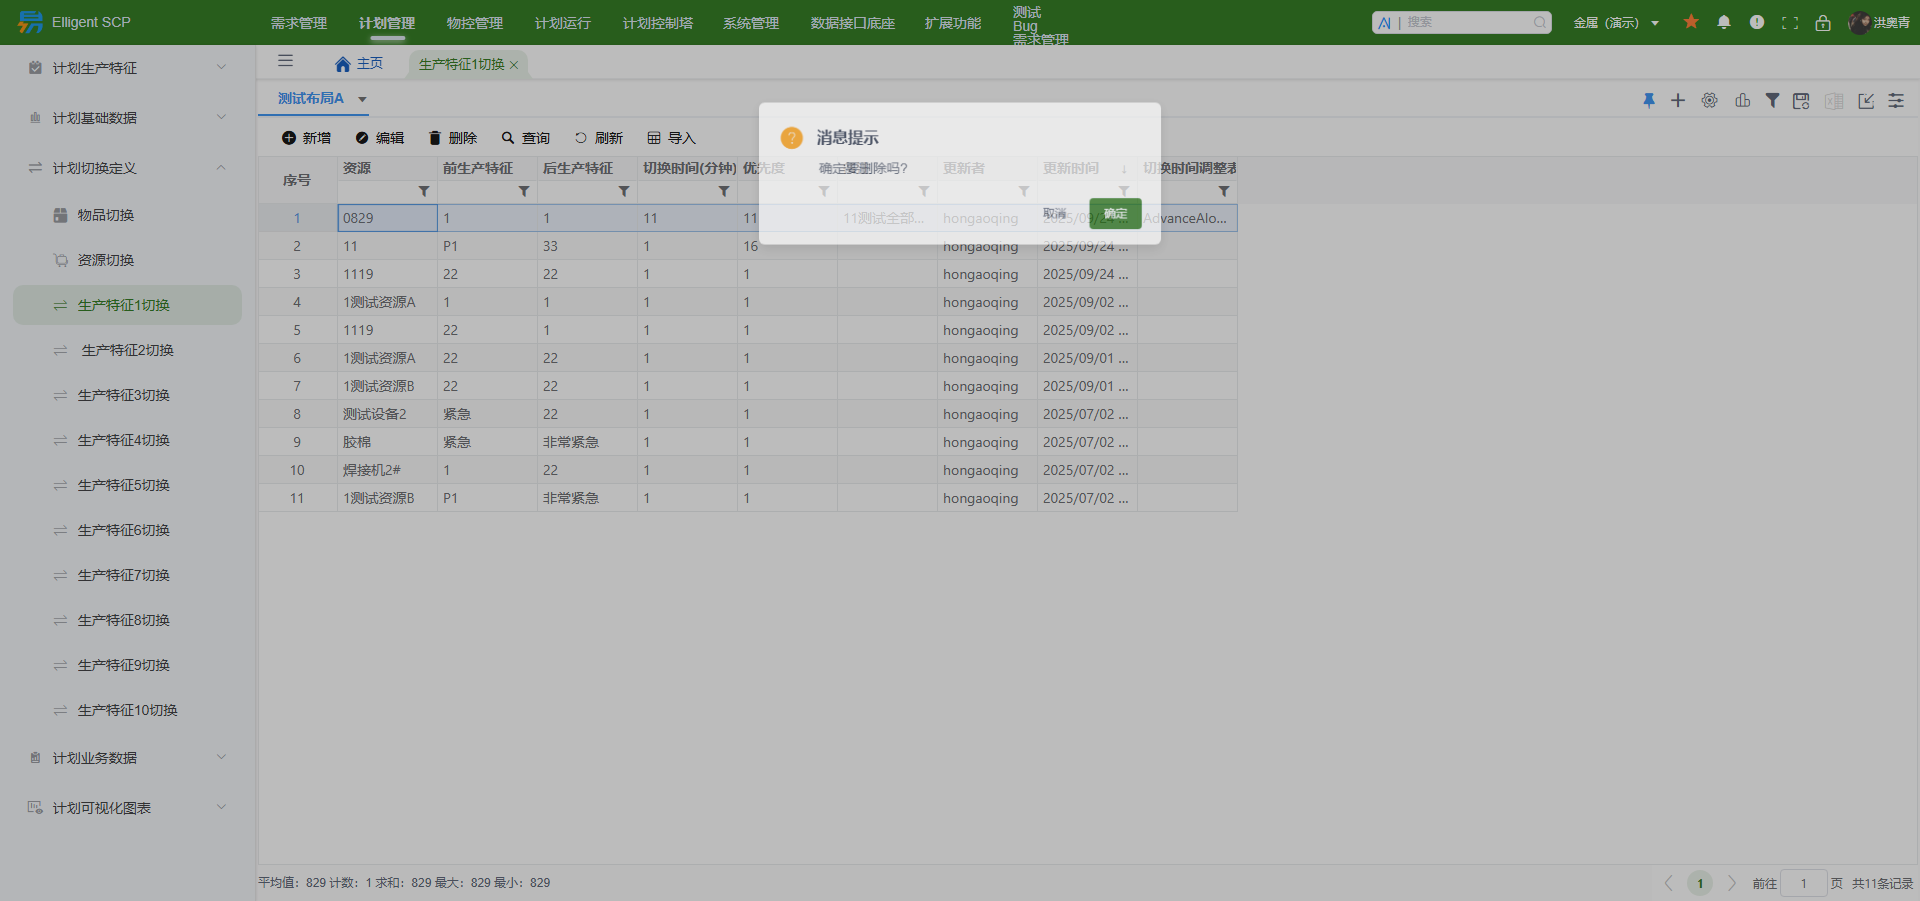 Elligent SCP
需求管理 计划管理 物控管理 计划运行 计划控制塔 系统管理 数据接口底座 扩展功能 测试
Bug
需求管理
搜索 金属（演示） 洪奥青
计划生产特征
计划基础数据
计划切换定义
物品切换
资源切换
生产特征1切换
生产特征2切换
生产特征3切换
生产特征4切换
生产特征5切换
生产特征6切换
生产特征7切换
生产特征8切换
生产特征9切换
生产特征10切换
计划业务数据
计划可视化图表
主页 生产特征1切换
测试布局A
新增 编辑 删除 查询 刷新 导入
消息提示
确定要删除吗?
取消 确定
序号 资源 前生产特征 后生产特征 切换时间(分钟) 优先度 更新者 更新时间 切换时间调整表
1 0829 1 1 11 11 11测试全部... hongaoqing 2025/09/24 AdvanceAlo...
2 11 P1 33 1 16 hongaoqing 2025/09/24 ...
3 1119 22 22 1 1 hongaoqing 2025/09/24 ...
4 1测试资源A 1 1 1 1 hongaoqing 2025/09/02 ...
5 1119 22 1 1 1 hongaoqing 2025/09/02 ...
6 1测试资源A 22 22 1 1 hongaoqing 2025/09/01 ...
7 1测试资源B 22 22 1 1 hongaoqing 2025/09/01 ...
8 测试设备2 紧急 22 1 1 hongaoqing 2025/07/02 ...
9 胶棉 紧急 非常紧急 1 1 hongaoqing 2025/07/02 ...
10 焊接机2# 1 22 1 1 hongaoqing 2025/07/02 ...
11 1测试资源B P1 非常紧急 1 1 hongaoqing 2025/07/02 ...
平均值：829 计数：1 求和：829 最大：829 最小：829
1 前往 1 页 共11条记录